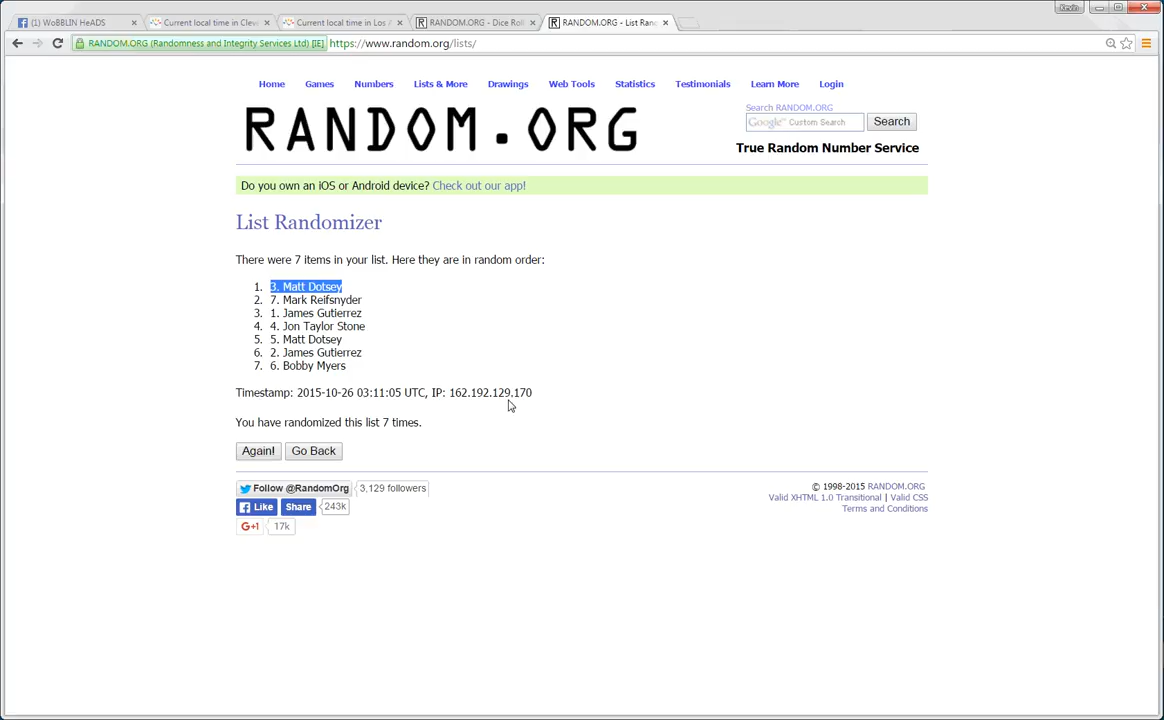 Kevin
(1) WoBBLIN HeADS
Current local time in Clev
Current local time in Los A
RANDOM.ORG - Dice Roll
RANDOM.ORG - List Rand
RANDOM.ORG (Randomness and Integrity Services Ltd) [IE] https://www.random.org/lists/
Home Games Numbers Lists & More Drawings Web Tools Statistics Testimonials Learn More Login
RANDOM.ORG
Search RANDOM.ORG
Google™ Custom Search Search
True Random Number Service
Do you own an iOS or Android device? Check out our app!
List Randomizer
There were 7 items in your list. Here they are in random order:
1. 3. Matt Dotsey
2. 7. Mark Reifsnyder
3. 1. James Gutierrez
4. 4. Jon Taylor Stone
5. 5. Matt Dotsey
6. 2. James Gutierrez
7. 6. Bobby Myers
Timestamp: 2015-10-26 03:11:05 UTC, IP: 162.192.129.170
You have randomized this list 7 times.
Again! Go Back
Follow @RandomOrg 3,129 followers
Like Share 243k
G+1 17k
© 1998-2015 RANDOM.ORG
Valid XHTML 1.0 Transitional | Valid CSS
Terms and Conditions